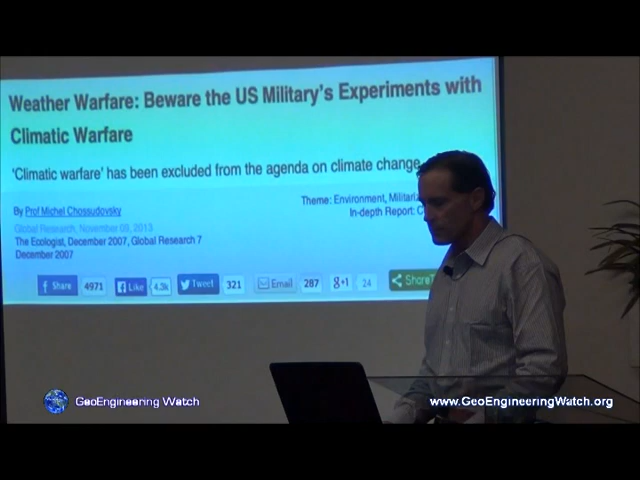 Weather Warfare: Beware the US Military's Experiments with
Climatic Warfare
'Climatic warfare' has been excluded from the agenda on climate change
Theme: Environment,
By Prof Michel Chossudovsky
In-depth Report:
Global Research, November 09, 2013
The Ecologist, December 2007, Global Research 7
December 2007
f Share 4971 f Like 4.3k Tweet 321 Email 287 g+1 24
GeoEngineering Watch
www.GeoEngineeringWatch.org